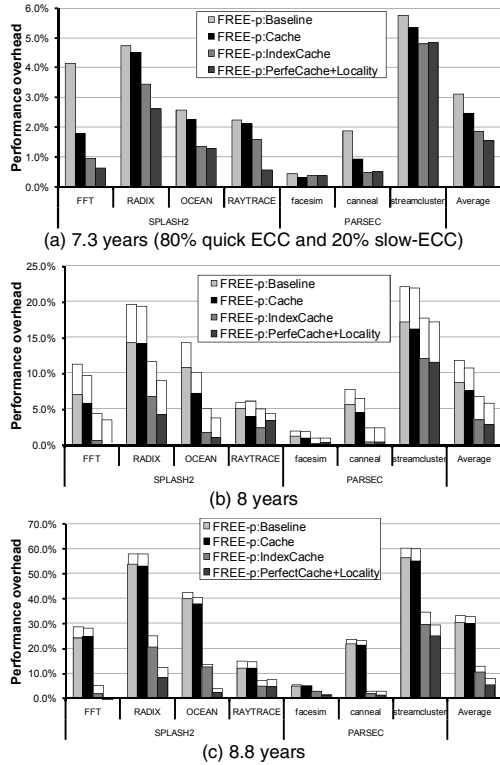 6.0%
5.0%
4.0%
3.0%
2.0%
1.0%
0.0%
Performance overhead
FREE-p:Baseline
FREE-p:Cache
FREE-p:IndexCache
FREE-p:PerfeCache+Locality
FFT RADIX OCEAN RAYTRACE facesim canneal streamcluster Average
SPLASH2 PARSEC
(a) 7.3 years (80% quick ECC and 20% slow-ECC)
25.0%
20.0%
15.0%
10.0%
5.0%
0.0%
Performance overhead
FREE-p:Baseline
FREE-p:Cache
FREE-p:IndexCache
FREE-p:PerfeCache+Locality
FFT RADIX OCEAN RAYTRACE facesim canneal streamcluster Average
SPLASH2 PARSEC
(b) 8 years
70.0%
60.0%
50.0%
40.0%
30.0%
20.0%
10.0%
0.0%
Performance overhead
FREE-p:Baseline
FREE-p:Cache
FREE-p:IndexCache
FREE-p:PerfectCache+Locality
FFT RADIX OCEAN RAYTRACE facesim canneal streamcluster Average
SPLASH2 PARSEC
(c) 8.8 years